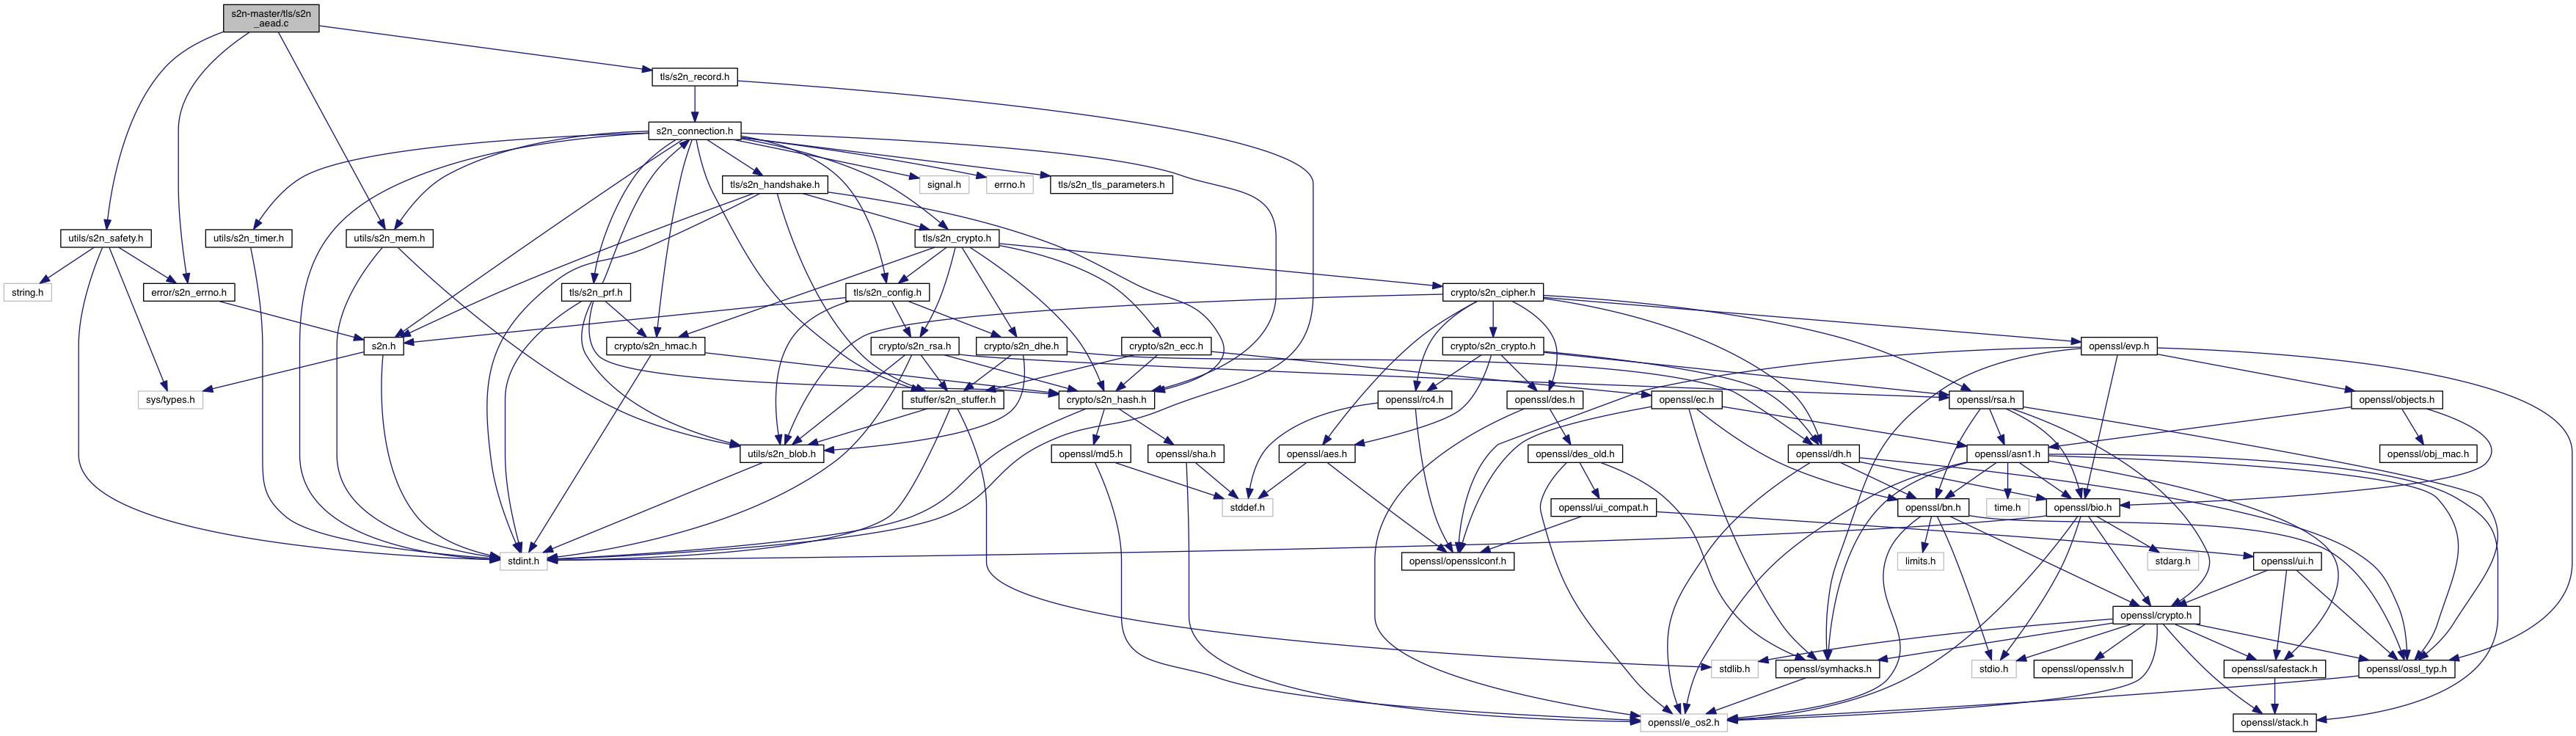 s2n-master/tls/s2n
_aead.c
tls/s2n_record.h
s2n_connection.h
tls/s2n_handshake.h
signal.h
errno.h
tls/s2n_tls_parameters.h
utils/s2n_safety.h
utils/s2n_timer.h
utils/s2n_mem.h
tls/s2n_crypto.h
string.h
error/s2n_errno.h
tls/s2n_prf.h
tls/s2n_config.h
crypto/s2n_cipher.h
s2n.h
crypto/s2n_hmac.h
crypto/s2n_rsa.h
crypto/s2n_dhe.h
crypto/s2n_ecc.h
crypto/s2n_crypto.h
openssl/evp.h
sys/types.h
stuffer/s2n_stuffer.h
crypto/s2n_hash.h
openssl/rc4.h
openssl/des.h
openssl/ec.h
openssl/rsa.h
openssl/objects.h
utils/s2n_blob.h
openssl/md5.h
openssl/sha.h
openssl/aes.h
openssl/des_old.h
openssl/dh.h
openssl/asn1.h
openssl/obj_mac.h
stddef.h
openssl/ui_compat.h
openssl/bn.h
time.h
openssl/bio.h
stdint.h
openssl/opensslconf.h
limits.h
stdarg.h
openssl/ui.h
openssl/crypto.h
stdlib.h
openssl/symhacks.h
stdio.h
openssl/opensslv.h
openssl/safestack.h
openssl/ossl_typ.h
openssl/e_os2.h
openssl/stack.h